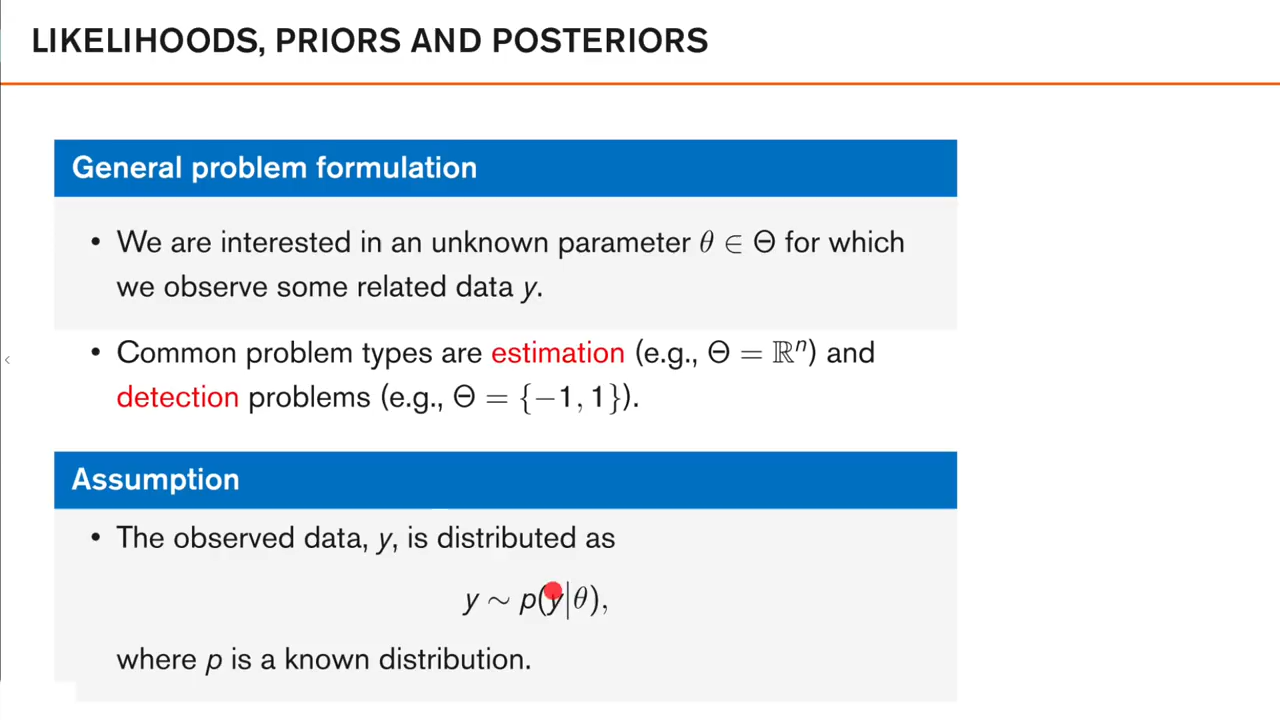 LIKELIHOODS, PRIORS AND POSTERIORS
General problem formulation
• We are interested in an unknown parameter θ ∈ Θ for which
we observe some related data y.
• Common problem types are estimation (e.g., Θ = ℝⁿ) and
detection problems (e.g., Θ = {−1, 1}).
Assumption
• The observed data, y, is distributed as
y ∼ p(y|θ),
where p is a known distribution.